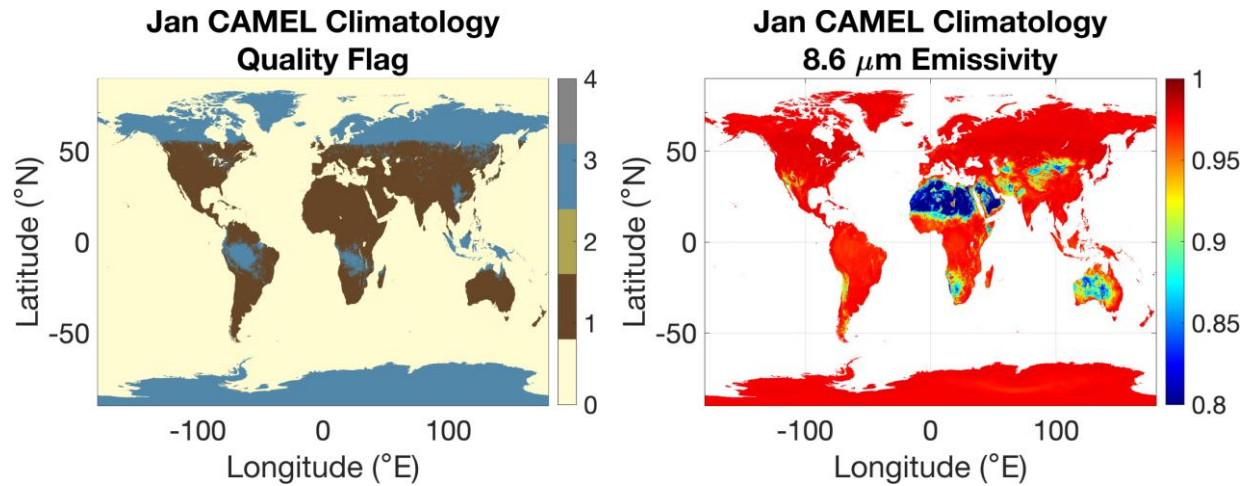 Jan CAMEL Climatology
Quality Flag
Latitude (°N)
50
0
-50
-100
0
100
Longitude (°E)
4
3
2
1
0
Jan CAMEL Climatology
8.6 μm Emissivity
Latitude (°N)
50
0
-50
-100
0
100
Longitude (°E)
1
0.95
0.9
0.85
0.8